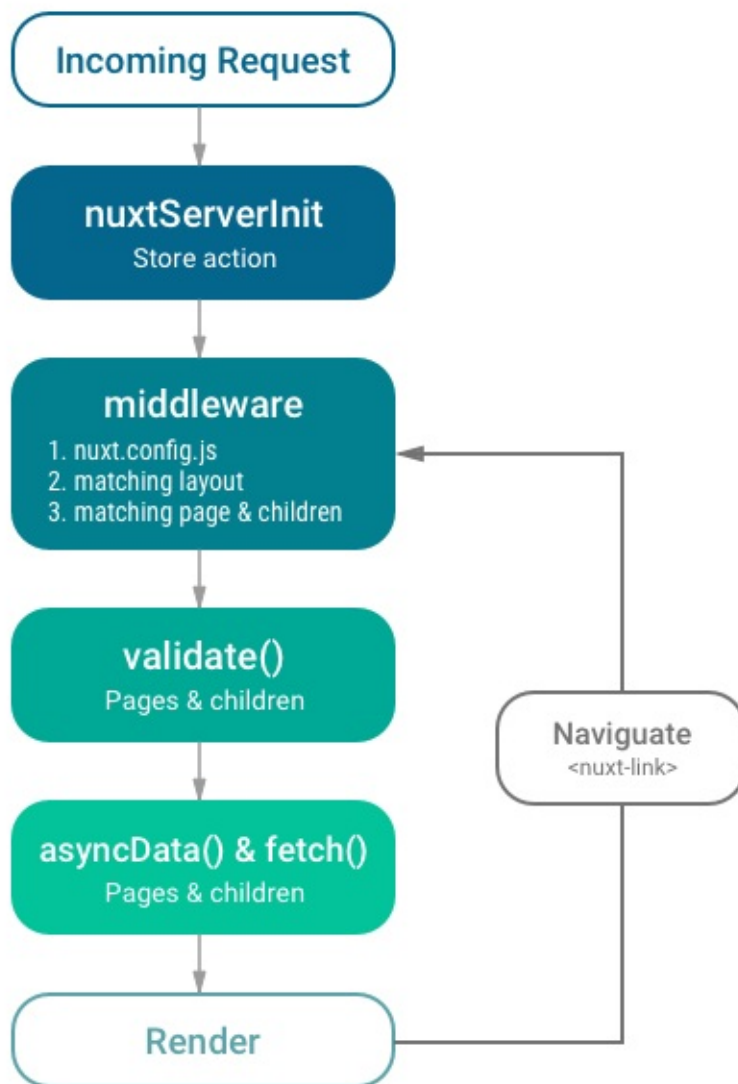 Incoming Request
nuxtServerInit
Store action
middleware
1. nuxt.config.js
2. matching layout
3. matching page & children
validate()
Pages & children
Naviguate
<nuxt-link>
asyncData() & fetch()
Pages & children
Render